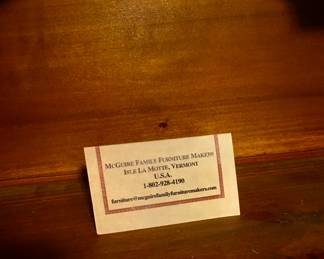 McGuire Family Furniture Makers
Isle La Motte, Vermont
U.S.A.
1-802-928-4190
furniture@mcguirefamilyfurnituremakers.com